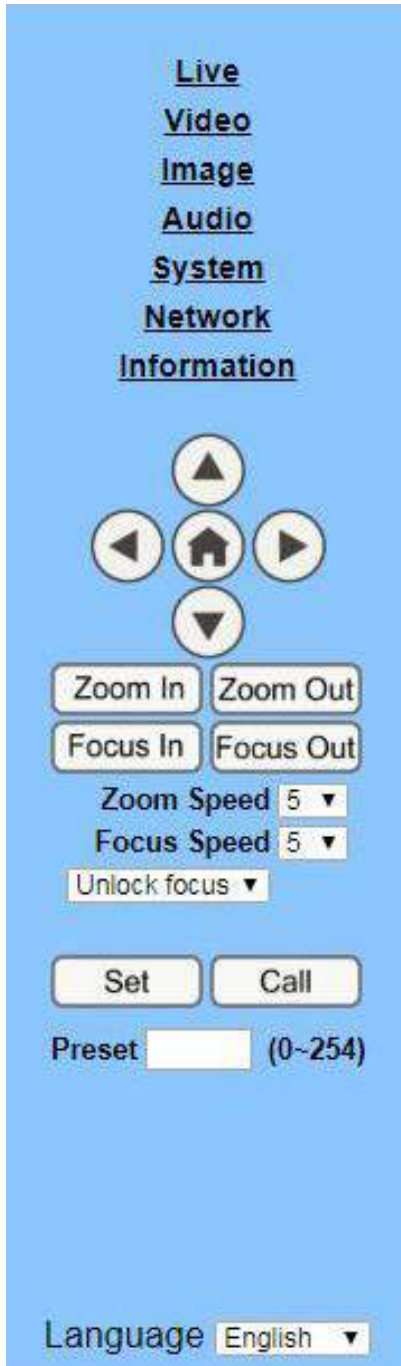 Live
Video
Image
Audio
System
Network
Information
Zoom In Zoom Out
Focus In Focus Out
Zoom Speed 5
Focus Speed 5
Unlock focus
Set Call
Preset (0~254)
Language English